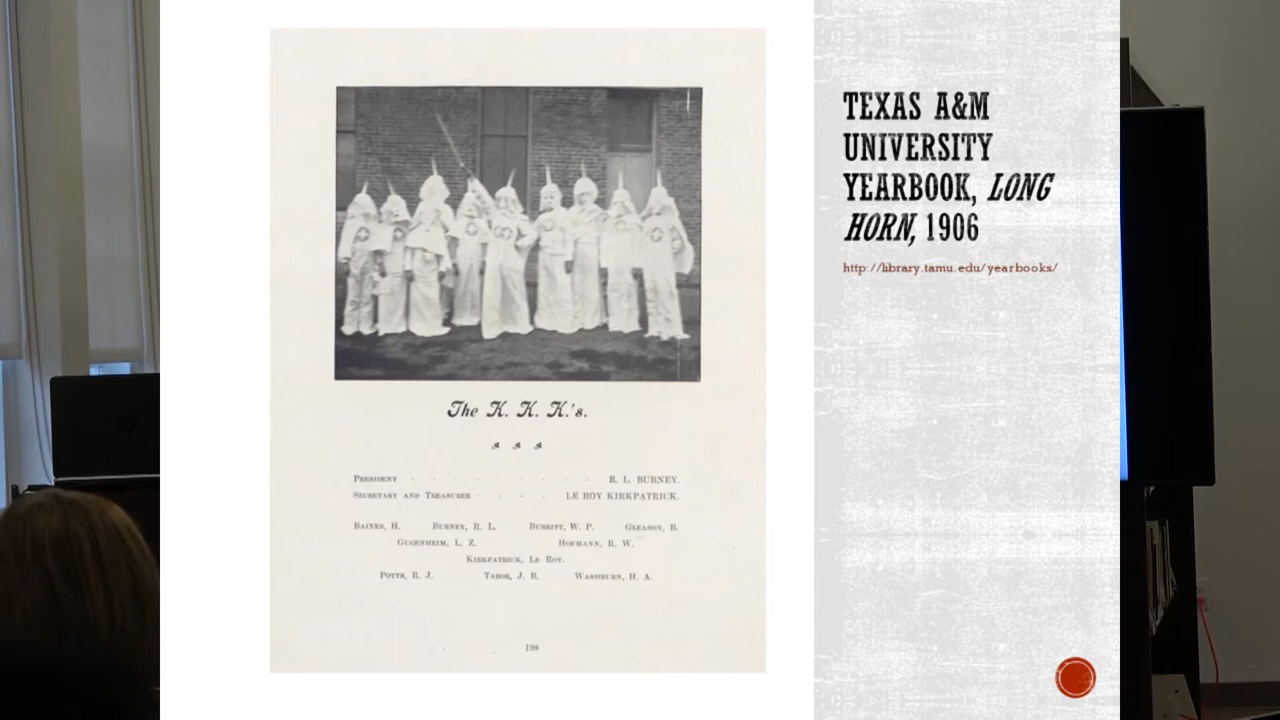 The K. K. K.'s.
PRESIDENT R. L. BURNEY.
SECRETARY AND TREASURER LE ROY KIRKPATRICK.
BAINES, H. BURNEY, R. L. BURRITT, W. P. GLEASON, B.
GUGENHEIM, L. Z. HOFMANN, R. W.
KIRKPATRICK, LE ROY.
POTTS, R. J. TABOR, J. R. WASHBURN, H. A.
198
TEXAS A&M
UNIVERSITY
YEARBOOK, LONG
HORN, 1906
http://library.tamu.edu/yearbooks/